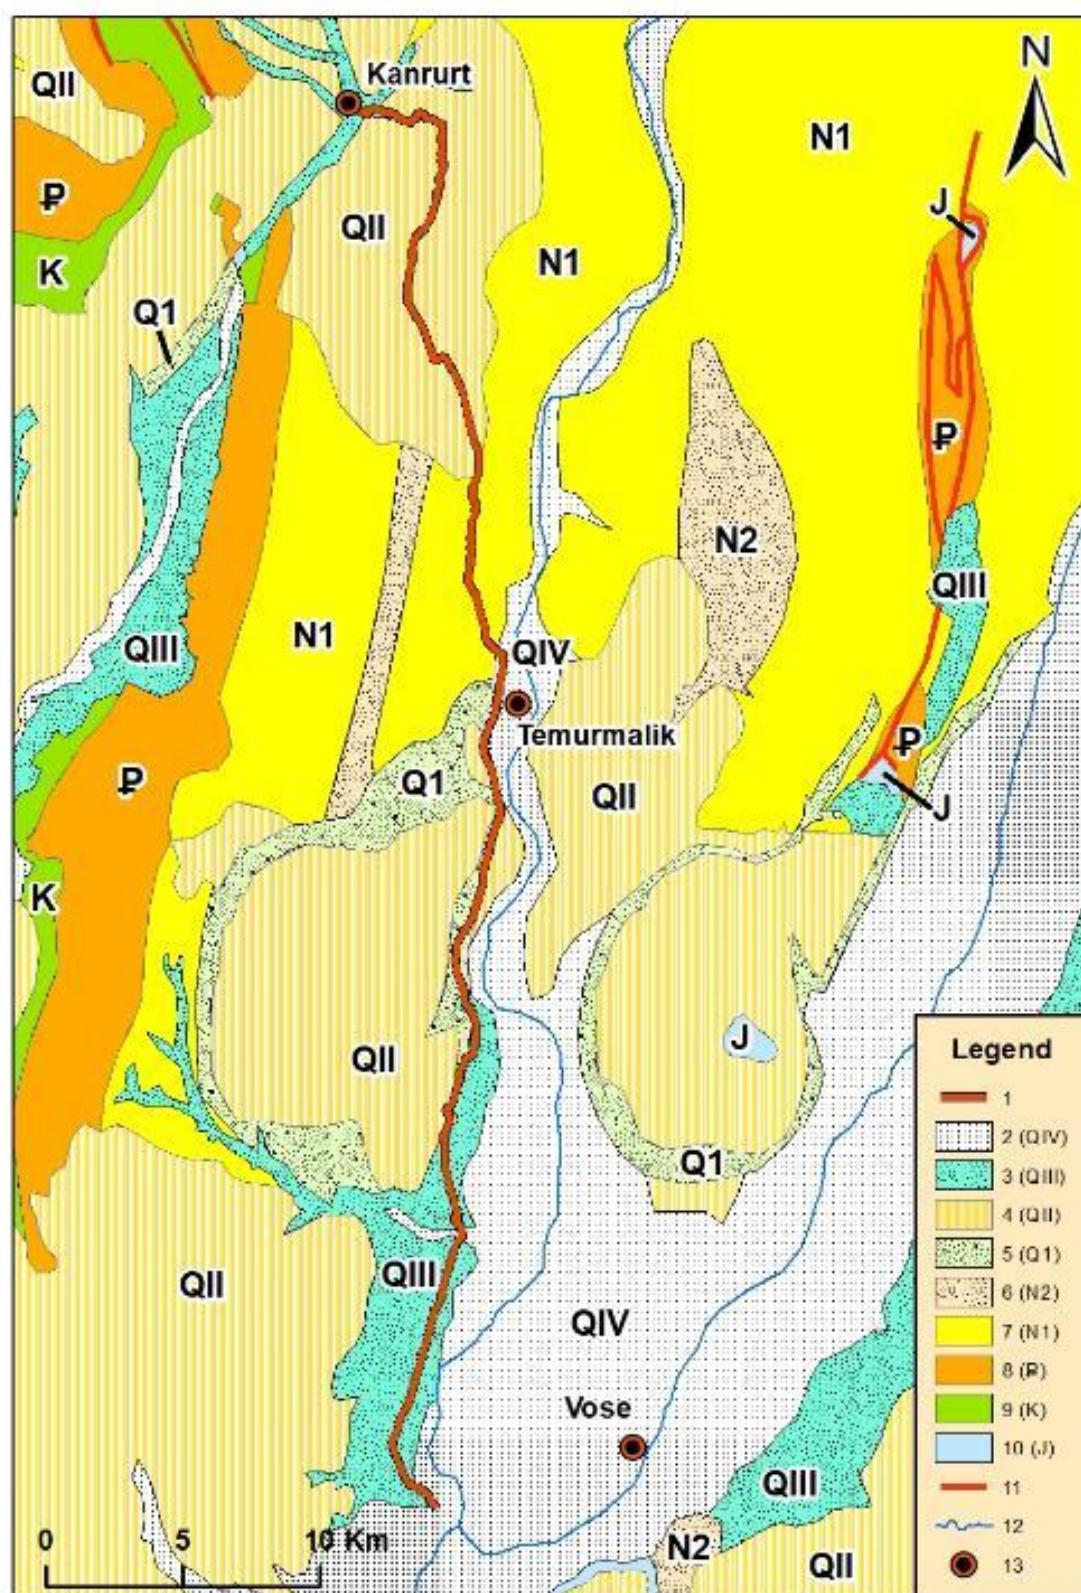 Kanrurt
N
QII
N1
J
₽
QII
K
N1
Q1
₽
N2
QIII
N1
QIV
QIII
Temurmalik
₽
₽
Q1
QII
J
K
J
QII
Q1
QIII
QII
QIV
Vose
QIII
N2
QII
0 5 10 Km
Legend
1
2 (QIV)
3 (QIII)
4 (QII)
5 (Q1)
6 (N2)
7 (N1)
8 (₽)
9 (K)
10 (J)
11
12
13